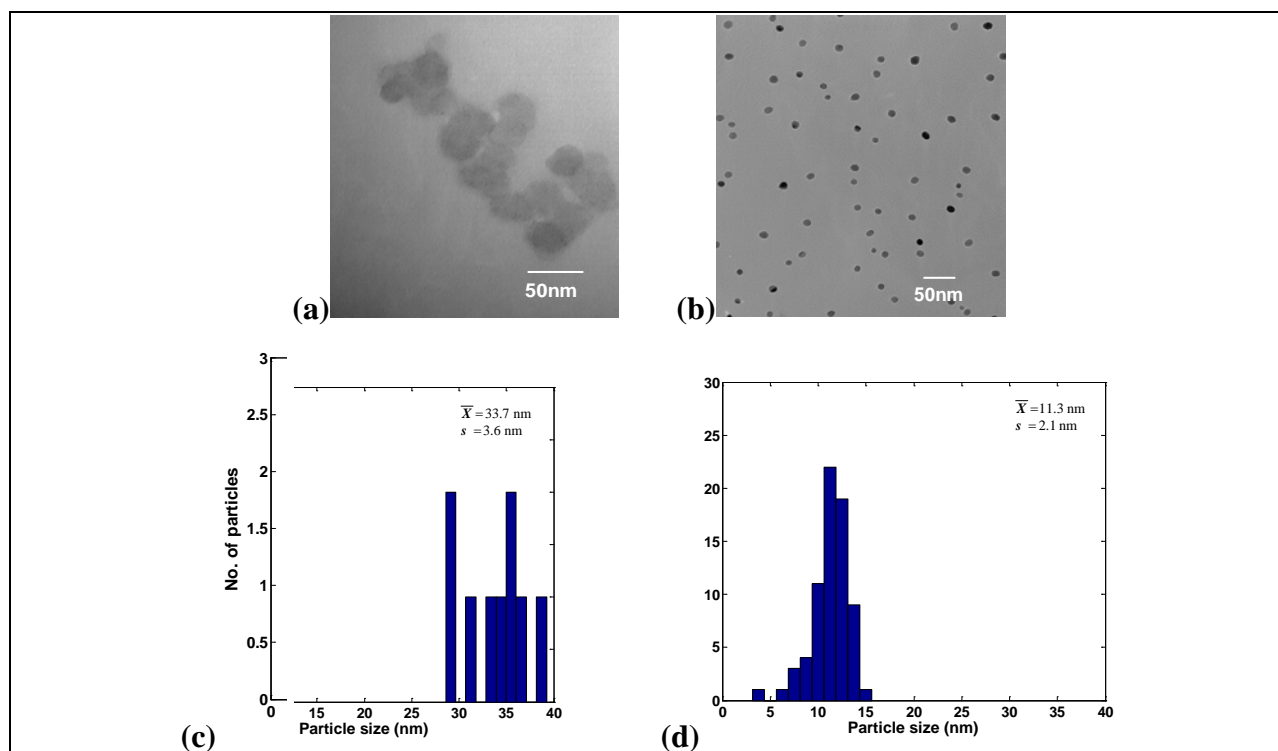 50nm
50nm
(a)
(b)
3
2.5
2
1.5
1
0.5
0
No. of particles
X̅ = 33.7 nm
s = 3.6 nm
0 15 20 25 30 35 40
Particle size (nm)
(c)
30
25
20
15
10
5
0
X̅ = 11.3 nm
s = 2.1 nm
0 5 10 15 20 25 30 35 40
Particle size (nm)
(d)